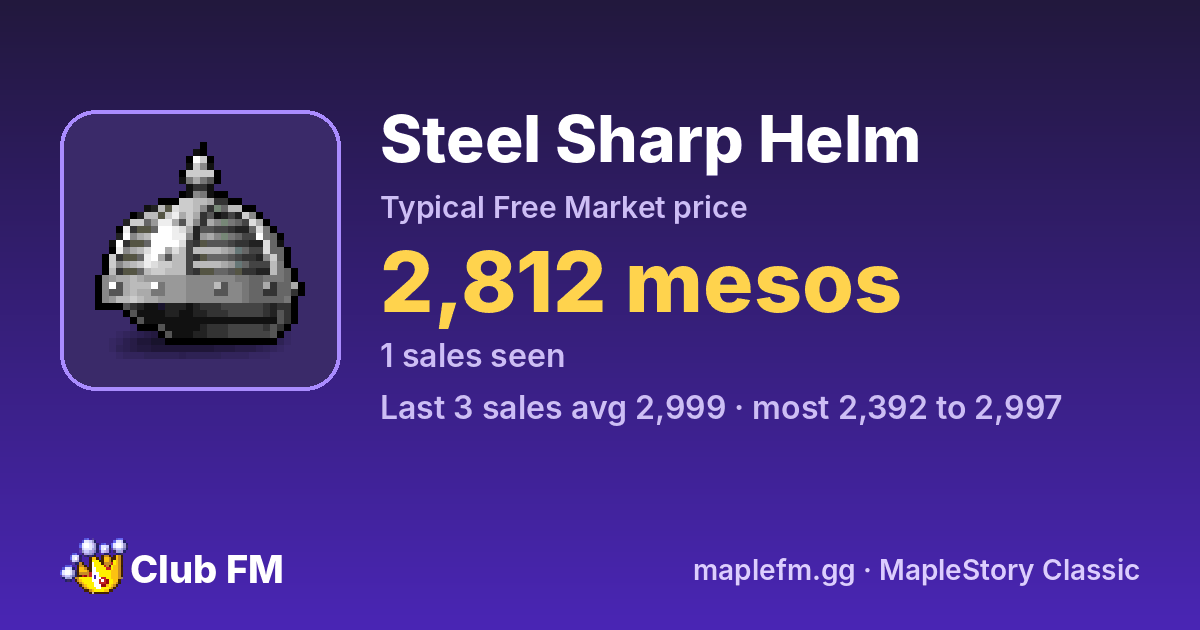 Steel Sharp Helm
Typical Free Market price
2,812 mesos
1 sales seen
Last 3 sales avg 2,999 · most 2,392 to 2,997
Club FM
maplefm.gg · MapleStory Classic